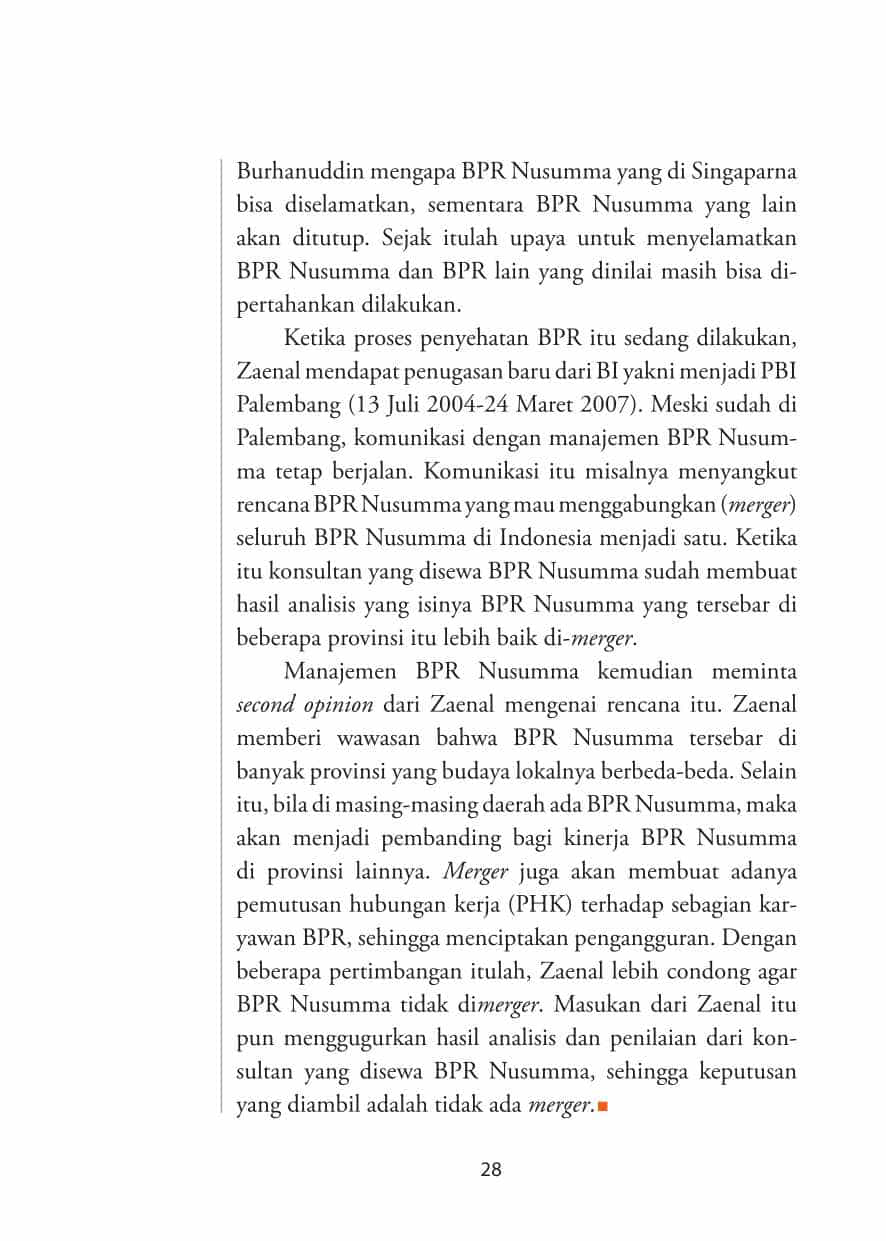 Burhanuddin mengapa BPR Nusumma yang di Singaparna
bisa diselamatkan, sementara BPR Nusumma yang lain
akan ditutup. Sejak itulah upaya untuk menyelamatkan
BPR Nusumma dan BPR lain yang dinilai masih bisa di-
pertahankan dilakukan.
Ketika proses penyehatan BPR itu sedang dilakukan,
Zaenal mendapat penugasan baru dari BI yakni menjadi PBI
Palembang (13 Juli 2004-24 Maret 2007). Meski sudah di
Palembang, komunikasi dengan manajemen BPR Nusum-
ma tetap berjalan. Komunikasi itu misalnya menyangkut
rencana BPR Nusumma yang mau menggabungkan (merger)
seluruh BPR Nusumma di Indonesia menjadi satu. Ketika
itu konsultan yang disewa BPR Nusumma sudah membuat
hasil analisis yang isinya BPR Nusumma yang tersebar di
beberapa provinsi itu lebih baik di-merger.
Manajemen BPR Nusumma kemudian meminta
second opinion dari Zaenal mengenai rencana itu. Zaenal
memberi wawasan bahwa BPR Nusumma tersebar di
banyak provinsi yang budaya lokalnya berbeda-beda. Selain
itu, bila di masing-masing daerah ada BPR Nusumma, maka
akan menjadi pembanding bagi kinerja BPR Nusumma
di provinsi lainnya. Merger juga akan membuat adanya
pemutusan hubungan kerja (PHK) terhadap sebagian kar-
yawan BPR, sehingga menciptakan pengangguran. Dengan
beberapa pertimbangan itulah, Zaenal lebih condong agar
BPR Nusumma tidak dimerger. Masukan dari Zaenal itu
pun menggugurkan hasil analisis dan penilaian dari kon-
sultan yang disewa BPR Nusumma, sehingga keputusan
yang diambil adalah tidak ada merger.
28